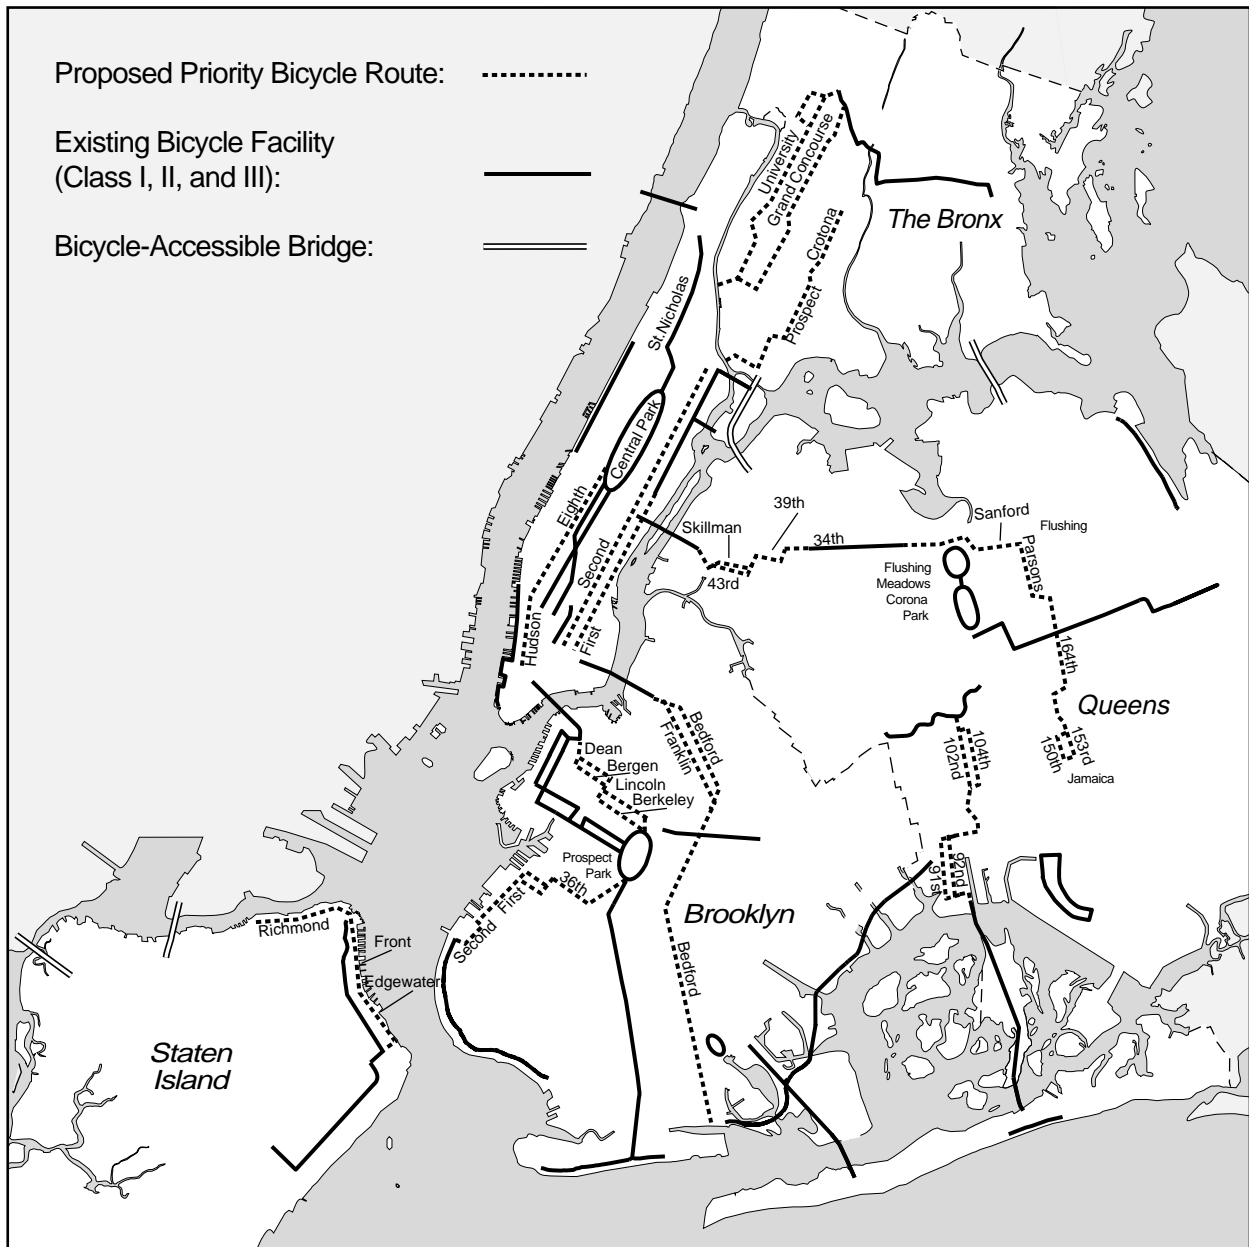 Proposed Priority Bicycle Route:
Existing Bicycle Facility
(Class I, II, and III):
Bicycle-Accessible Bridge:
University
Grand Concourse
Crotona
Prospect
The Bronx
St.Nicholas
Central Park
Eighth
Second
First
Hudson
Skillman
39th
43rd
34th
Sanford
Flushing
Parsons
Flushing
Meadows
Corona
Park
164th
Queens
153rd
150th
Jamaica
104th
102nd
Bedford
Franklin
Dean
Bergen
Lincoln
Berkeley
Prospect
Park
36th
First
Second
91st
92nd
Brooklyn
Bedford
Richmond
Front
Edgewater
Staten
Island